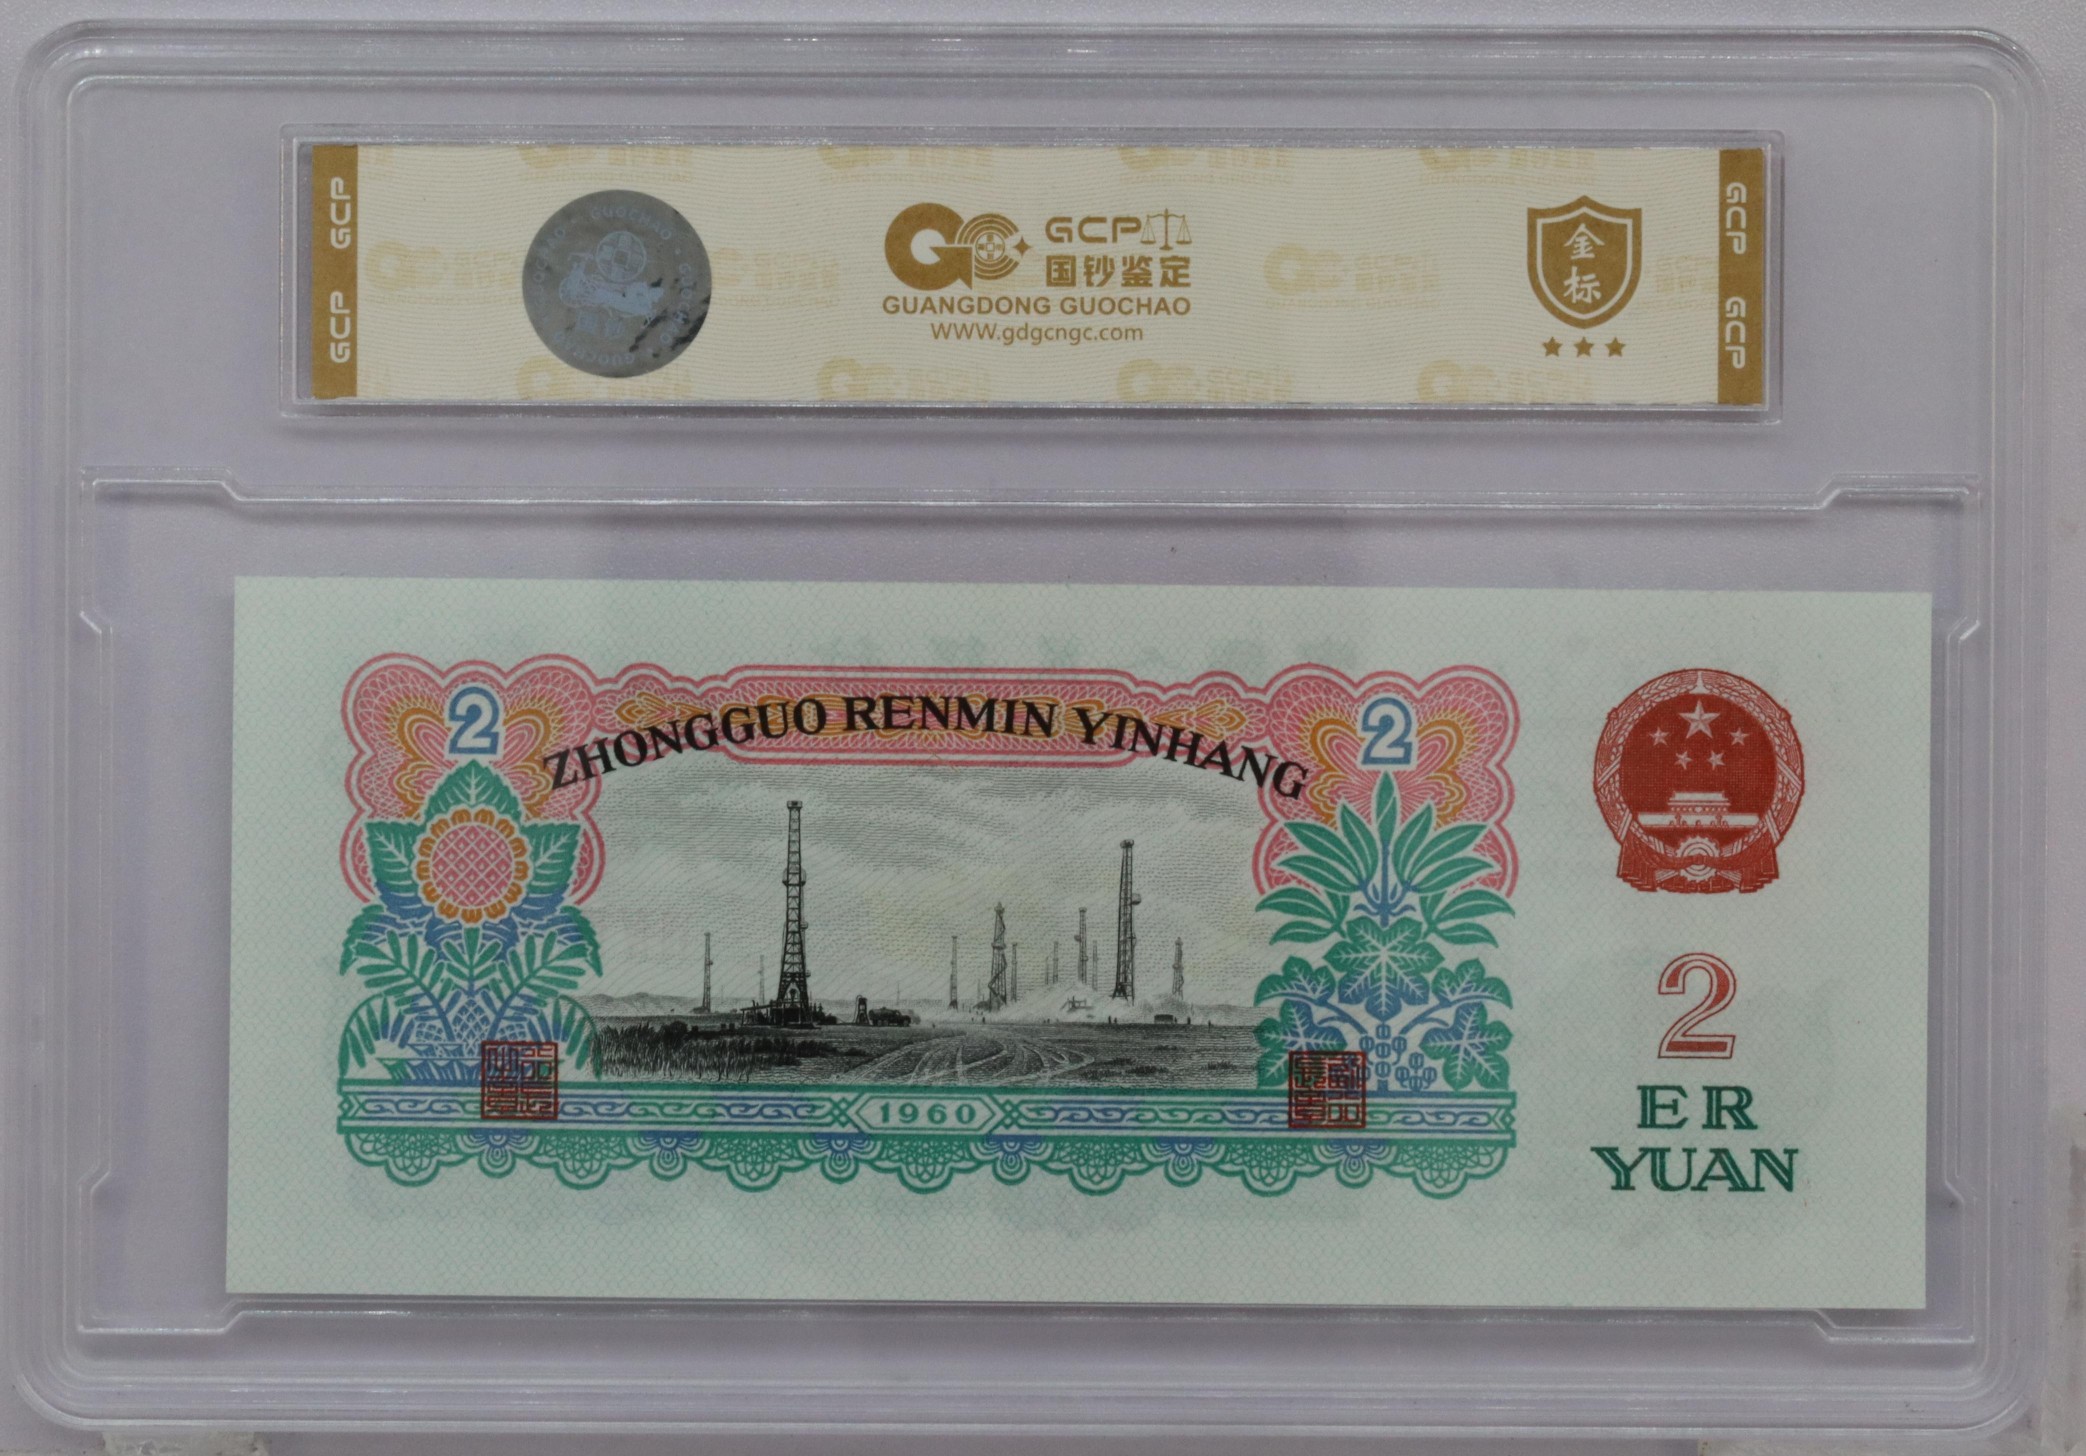 GCP GCP
GUOCHAO
GCP
国钞鉴定
GUANGDONG GUOCHAO
WWW.gdgcngc.com
金
标
GCP GCP
2
ZHONGGUO RENMIN YINHANG
2
1960
2
ER
YUAN